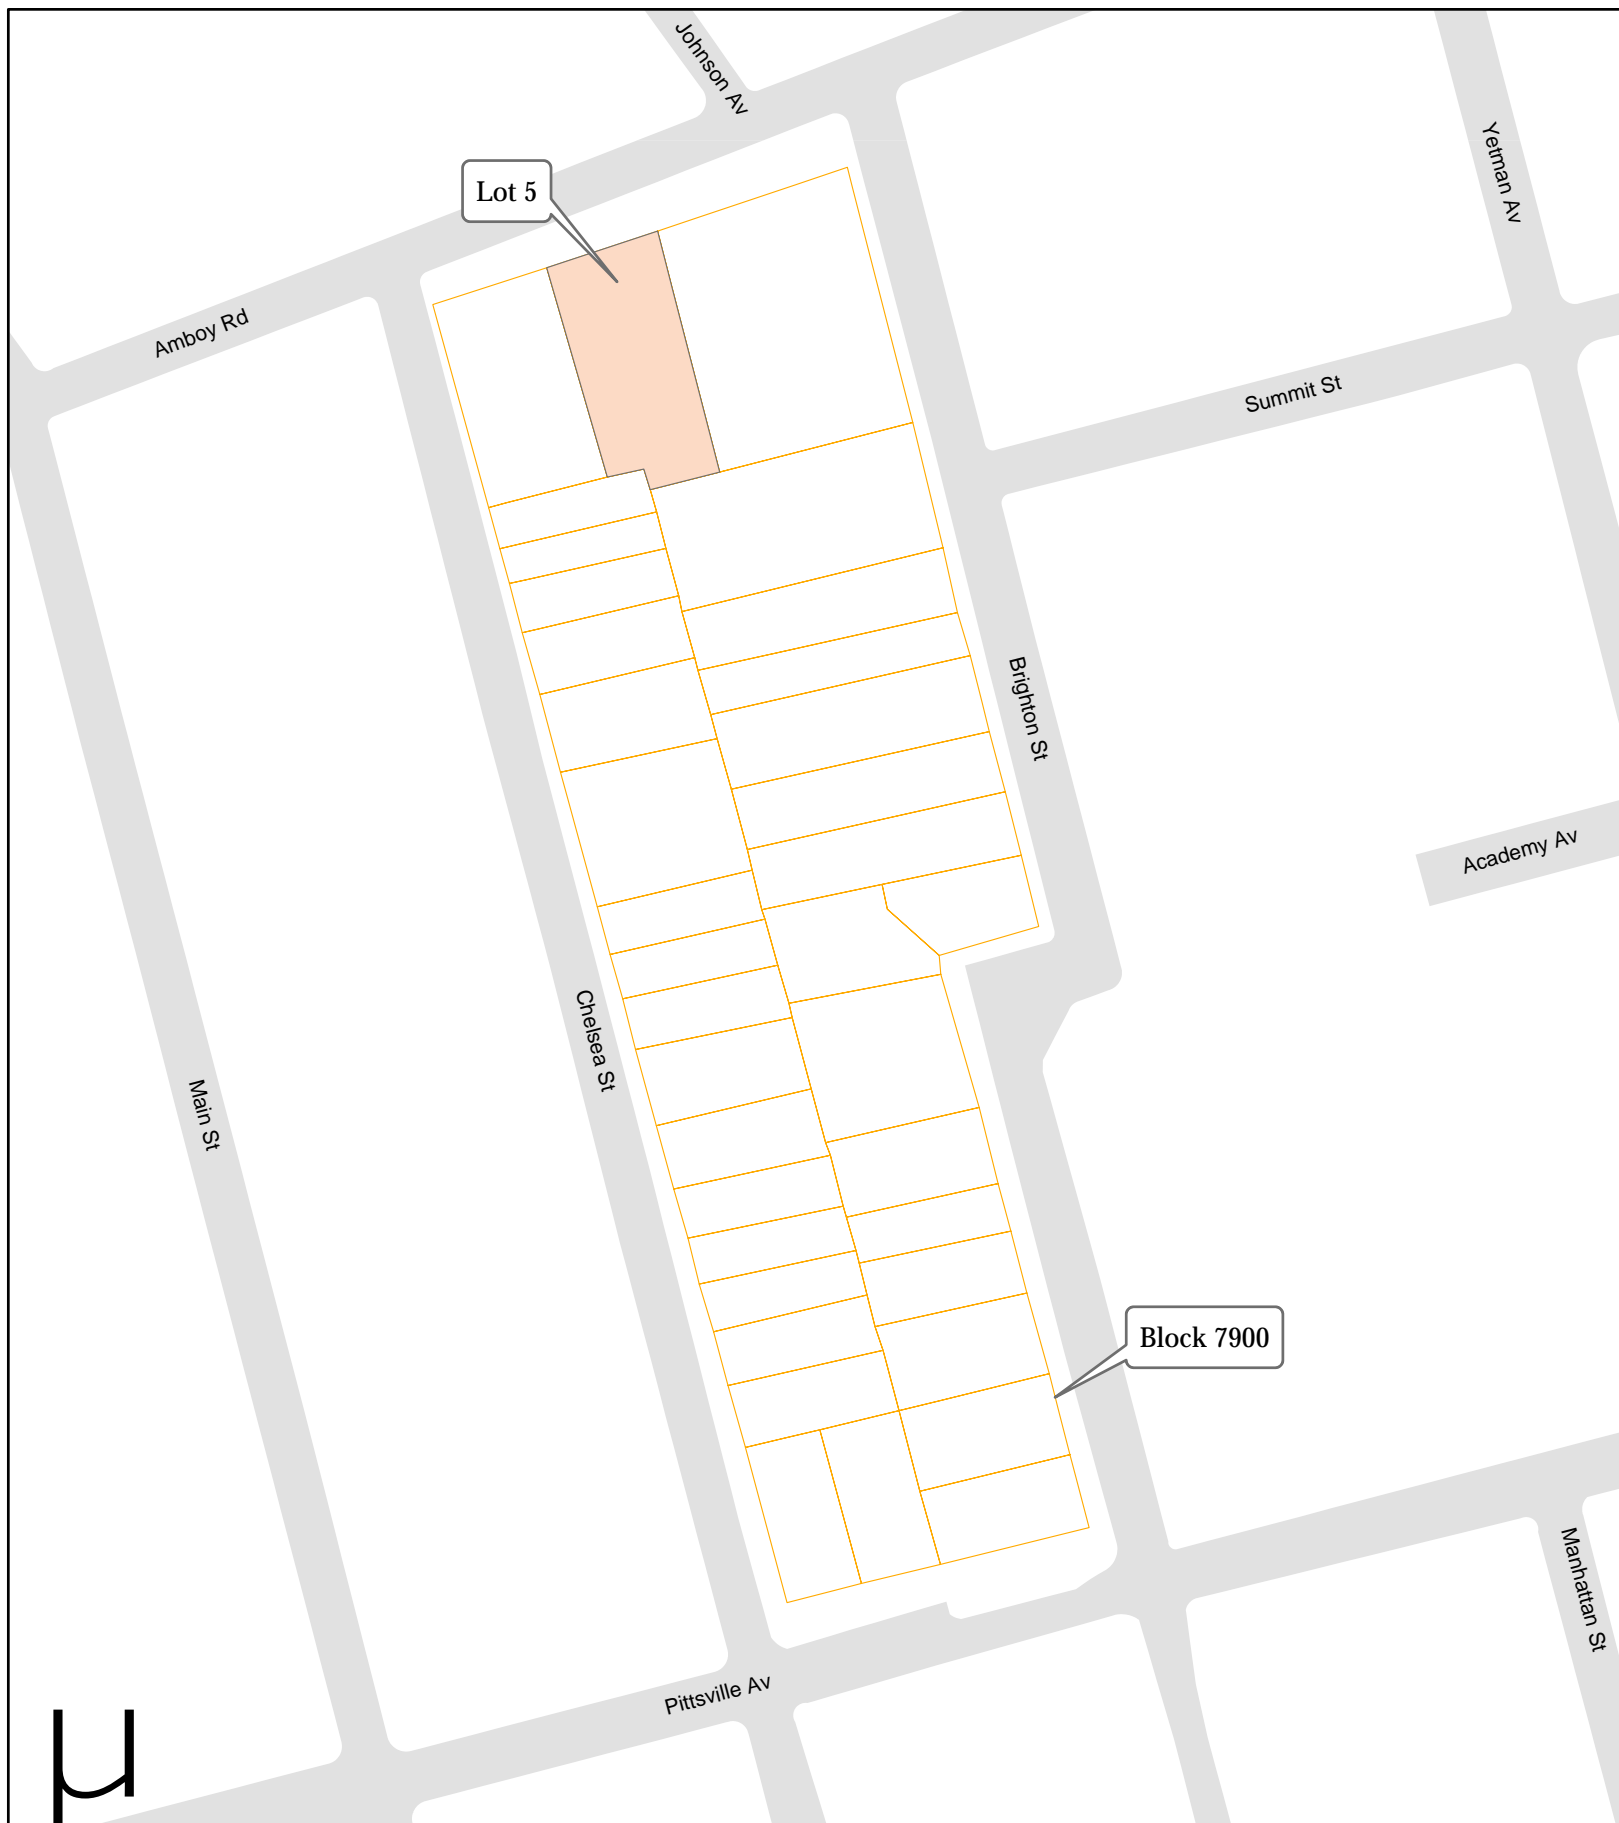 Johnson Av
Yetman Av
Lot 5
Amboy Rd
Summit St
Brighton St
Academy Av
Chelsea St
Main St
Block 7900
Manhattan St
Pittsville Av
µ